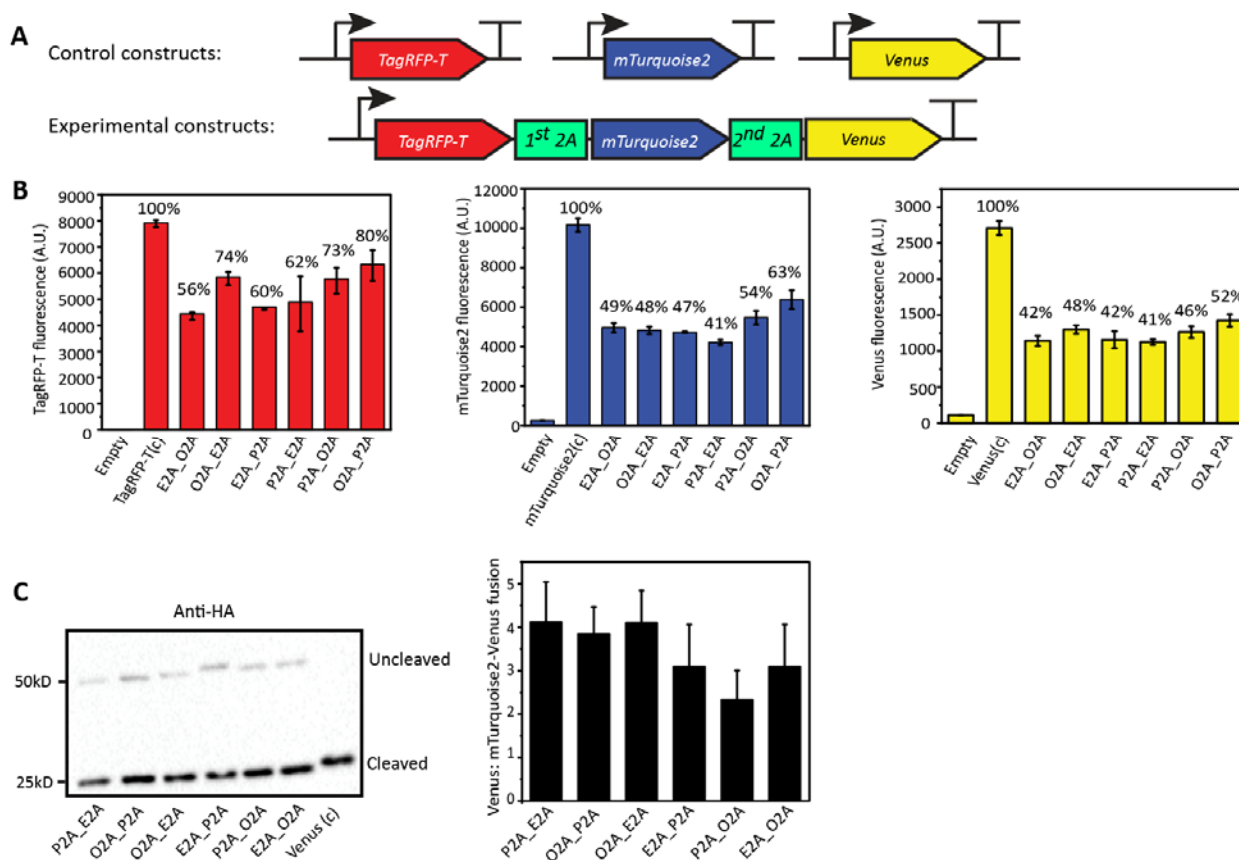 A
Control constructs:
TagRFP-T
mTurquoise2
Venus
Experimental constructs:
TagRFP-T
1st 2A
mTurquoise2
2nd 2A
Venus
B
TagRFP-T fluorescence (A.U.)
9000
8000
7000
6000
5000
4000
3000
2000
1000
0
100%
56%
74%
60%
62%
73%
80%
Empty
TagRFP-T(c)
E2A_O2A
O2A_E2A
E2A_P2A
P2A_E2A
P2A_O2A
O2A_P2A
mTurquoise2 fluorescence (A.U.)
12000
10000
8000
6000
4000
2000
0
100%
49%
48%
47%
41%
54%
63%
Empty
mTurquoise2(c)
E2A_O2A
O2A_E2A
E2A_P2A
P2A_E2A
P2A_O2A
O2A_P2A
Venus fluorescence (A.U.)
3000
2500
2000
1500
1000
500
0
100%
42%
48%
42%
41%
46%
52%
Empty
Venus(c)
E2A_O2A
O2A_E2A
E2A_P2A
P2A_E2A
P2A_O2A
O2A_P2A
C
Anti-HA
50kD
25kD
Uncleaved
Cleaved
P2A_E2A
O2A_P2A
O2A_E2A
E2A_P2A
P2A_O2A
E2A_O2A
Venus (c)
Venus: mTurquoise2-Venus fusion
5
4
3
2
1
0
P2A_E2A
O2A_P2A
O2A_E2A
E2A_P2A
P2A_O2A
E2A_O2A